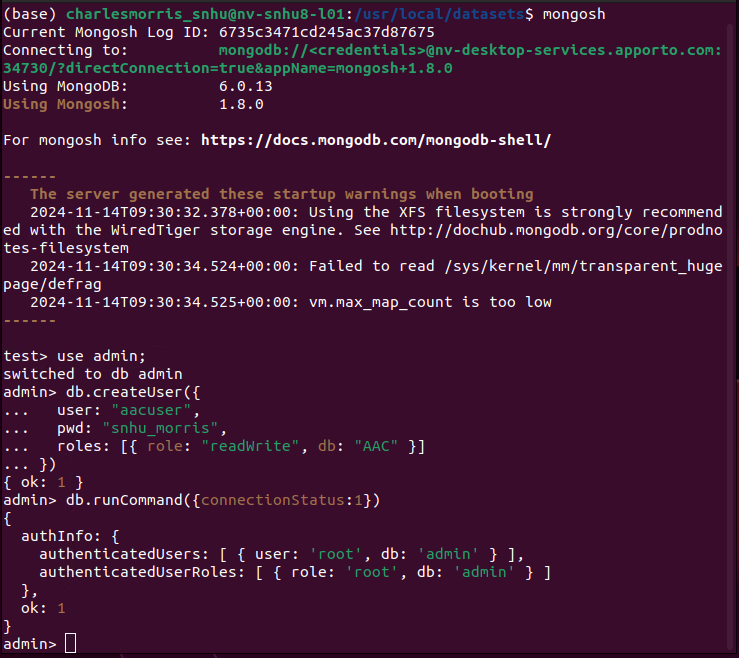 (base) charlesmorris_snhu@nv-snhu8-l01:/usr/local/datasets$ mongosh
Current Mongosh Log ID: 6735c3471cd245ac37d87675
Connecting to:          mongodb://<credentials>@nv-desktop-services.apporto.com:
34730/?directConnection=true&appName=mongosh+1.8.0
Using MongoDB:          6.0.13
Using Mongosh:          1.8.0
For mongosh info see: https://docs.mongodb.com/mongodb-shell/
------
   The server generated these startup warnings when booting
   2024-11-14T09:30:32.378+00:00: Using the XFS filesystem is strongly recommend
ed with the WiredTiger storage engine. See http://dochub.mongodb.org/core/prodno
tes-filesystem
   2024-11-14T09:30:34.524+00:00: Failed to read /sys/kernel/mm/transparent_huge
page/defrag
   2024-11-14T09:30:34.525+00:00: vm.max_map_count is too low
------
test> use admin;
switched to db admin
admin> db.createUser({
...   user: "aacuser",
...   pwd: "snhu_morris",
...   roles: [{ role: "readWrite", db: "AAC" }]
... })
{ ok: 1 }
admin> db.runCommand({connectionStatus:1})
{
  authInfo: {
    authenticatedUsers: [ { user: 'root', db: 'admin' } ],
    authenticatedUserRoles: [ { role: 'root', db: 'admin' } ]
  },
  ok: 1
}
admin>